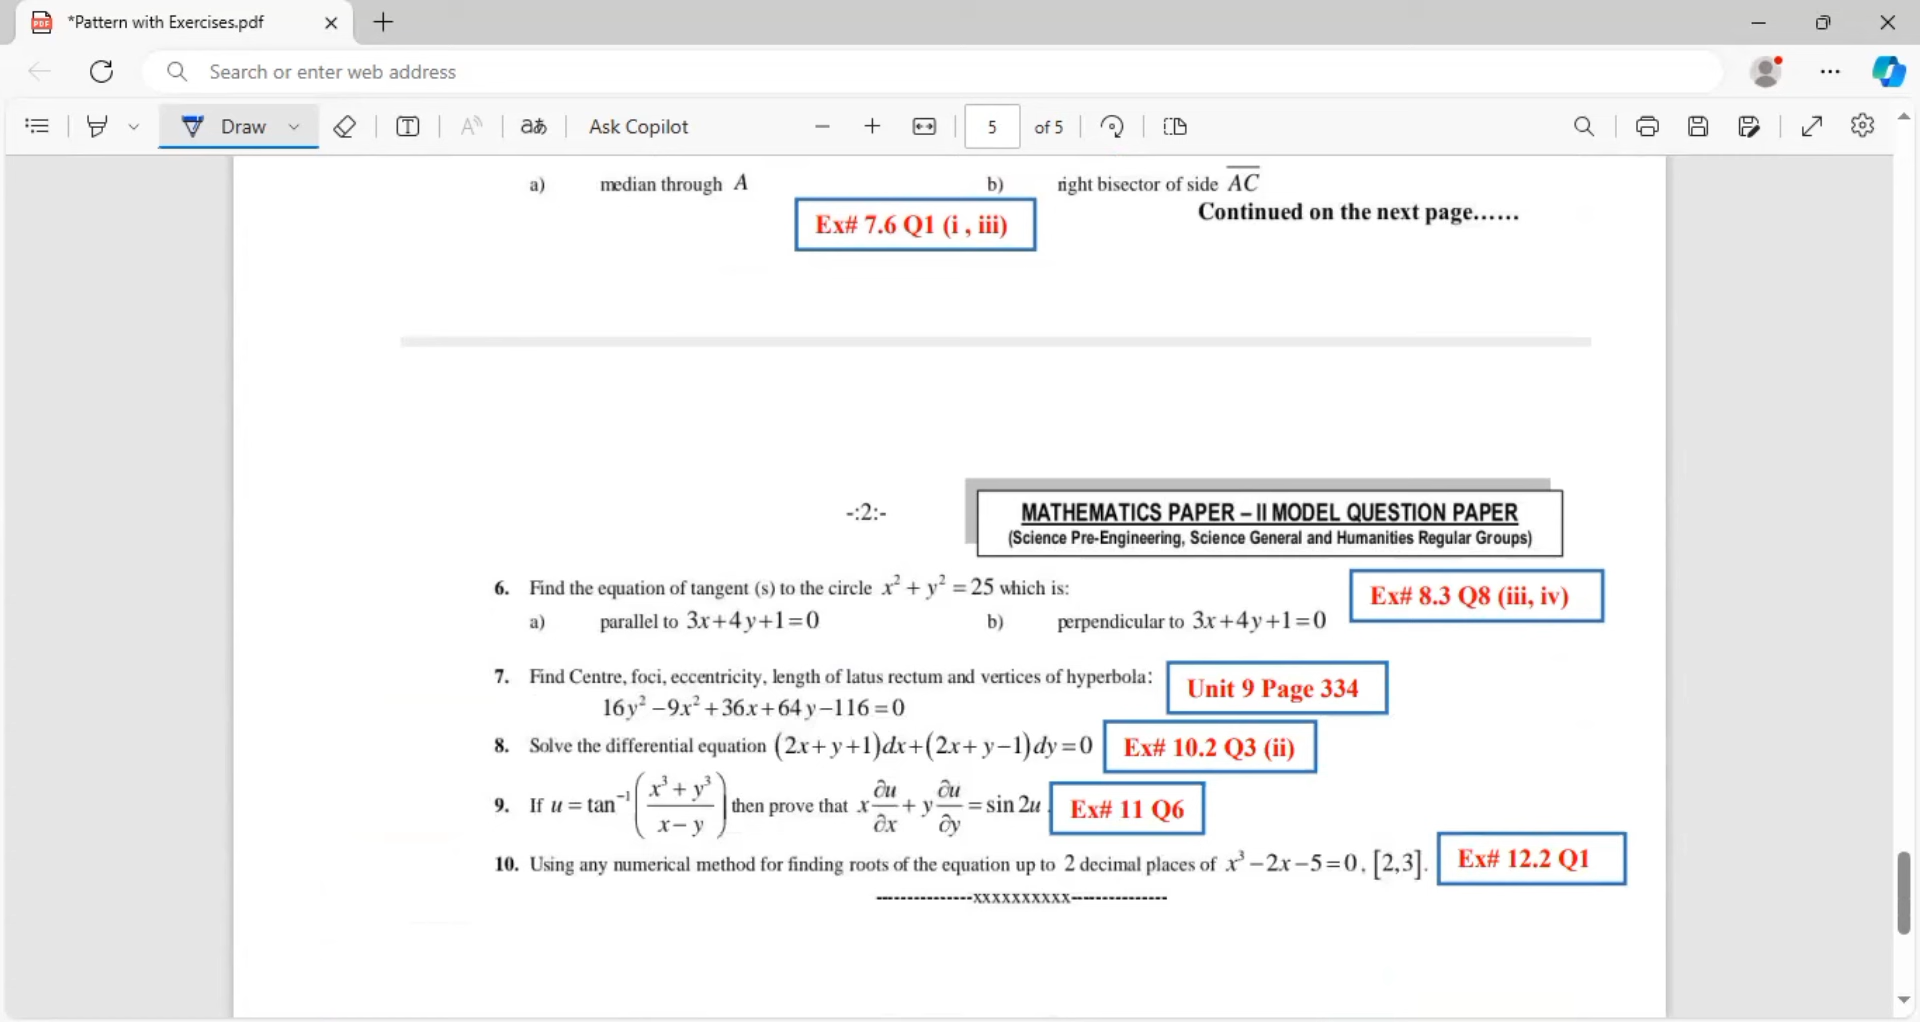 *Pattern with Exercises.pdf
Search or enter web address
Draw
Ask Copilot
5 of 5
a) median through A b) right bisector of side AC
Ex# 7.6 Q1 (i , iii)
Continued on the next page……
-:2:-
MATHEMATICS PAPER – II MODEL QUESTION PAPER
(Science Pre-Engineering, Science General and Humanities Regular Groups)
6. Find the equation of tangent (s) to the circle x² + y² = 25 which is:
Ex# 8.3 Q8 (iii, iv)
a) parallel to 3x+4y+1=0 b) perpendicular to 3x+4y+1=0
7. Find Centre, foci, eccentricity, length of latus rectum and vertices of hyperbola:
Unit 9 Page 334
16y² −9x² +36x+64y−116=0
8. Solve the differential equation (2x+y+1)dx+(2x+y−1)dy=0 Ex# 10.2 Q3 (ii)
9. If u = tan⁻¹((x³ + y³)/(x − y)) then prove that x ∂u/∂x + y ∂u/∂y = sin 2u . Ex# 11 Q6
10. Using any numerical method for finding roots of the equation up to 2 decimal places of x³ −2x−5=0, [2,3]. Ex# 12.2 Q1
---------------xxxxxxxxxx---------------